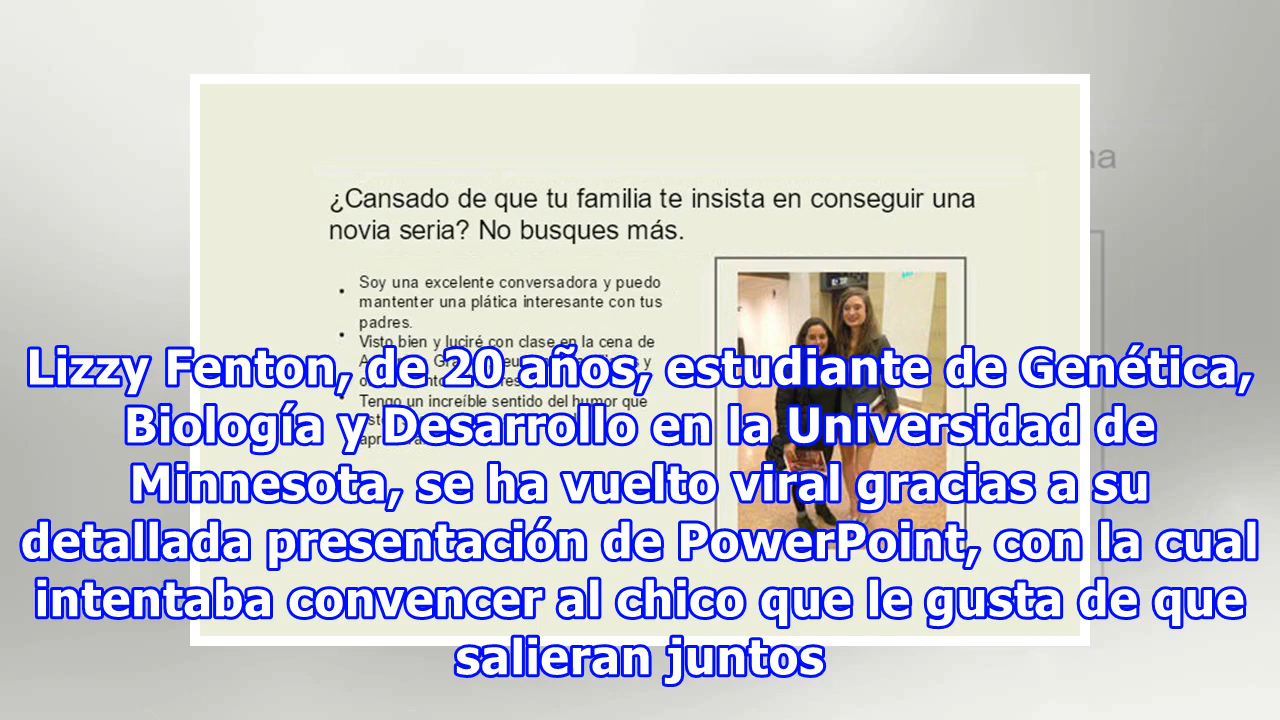 na
¿Cansado de que tu familia te insista en conseguir una
novia seria? No busques más.
• Soy una excelente conversadora y puedo
mantenter una plática interesante con tus
padres.
• Visto bien y luciré con clase en la cena de
• Tengo un increíble sentido del humor que
Lizzy Fenton, de 20 años, estudiante de Genética,
Biología y Desarrollo en la Universidad de
Minnesota, se ha vuelto viral gracias a su
detallada presentación de PowerPoint, con la cual
intentaba convencer al chico que le gusta de que
salieran juntos